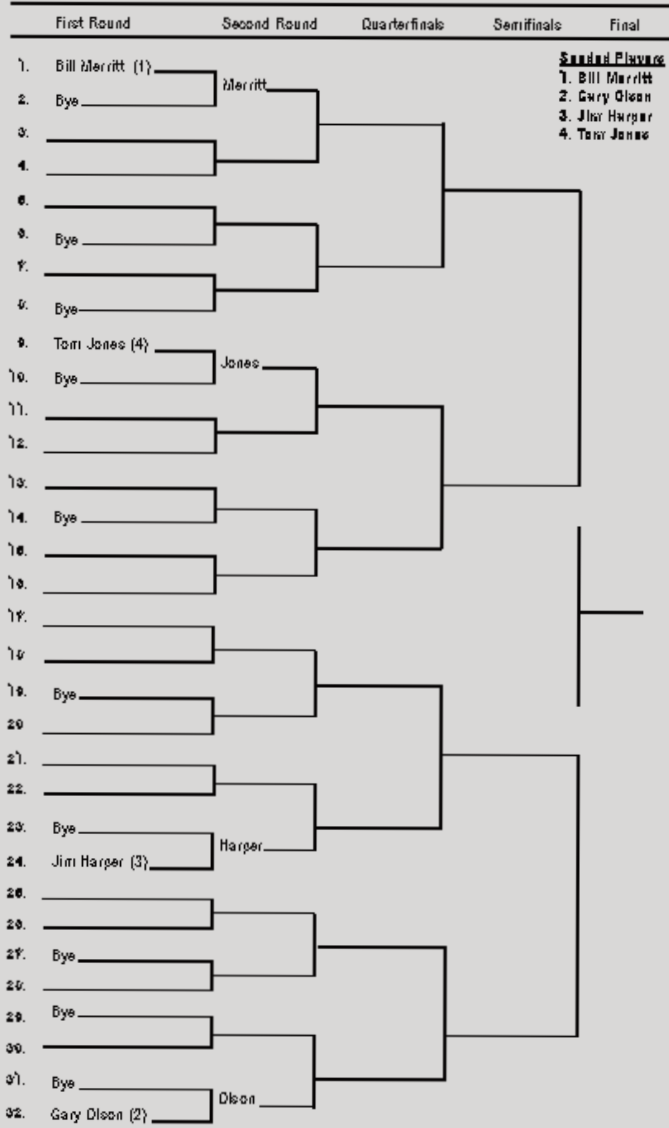 First Round Second Round Quarterfinals Semifinals Final
Seeded Players
1. Bill Merritt
2. Gary Olson
3. Jim Harper
4. Tom Jones
1. Bill Merritt (1)
Merritt
2. Bye
3.
4.
5.
6. Bye
7.
8. Bye
9. Tom Jones (4)
Jones
10. Bye
11.
12.
13.
14. Bye
15.
16.
17.
18
19. Bye
20
21.
22.
23. Bye
Harper
24. Jim Harper (3)
25.
26.
27. Bye
28.
29. Bye
30.
31. Bye
Olson
32. Gary Olson (2)